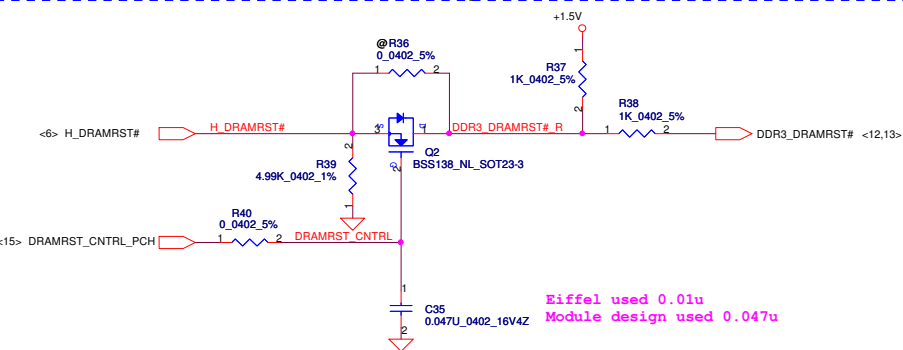 +1.5V
@R36
0_0402_5%
1
2
R37
1K_0402_5%
1
2
R38
1K_0402_5%
1
2
<6> H_DRAMRST#
H_DRAMRST#
3
S
D
1
DDR3_DRAMRST#_R
DDR3_DRAMRST# <12,13>
G
2
Q2
BSS138_NL_SOT23-3
R39
4.99K_0402_1%
2
1
R40
0_0402_5%
<15> DRAMRST_CNTRL_PCH
1
2
DRAMRST_CNTRL
1
C35
0.047U_0402_16V4Z
2
Eiffel used 0.01u
Module design used 0.047u